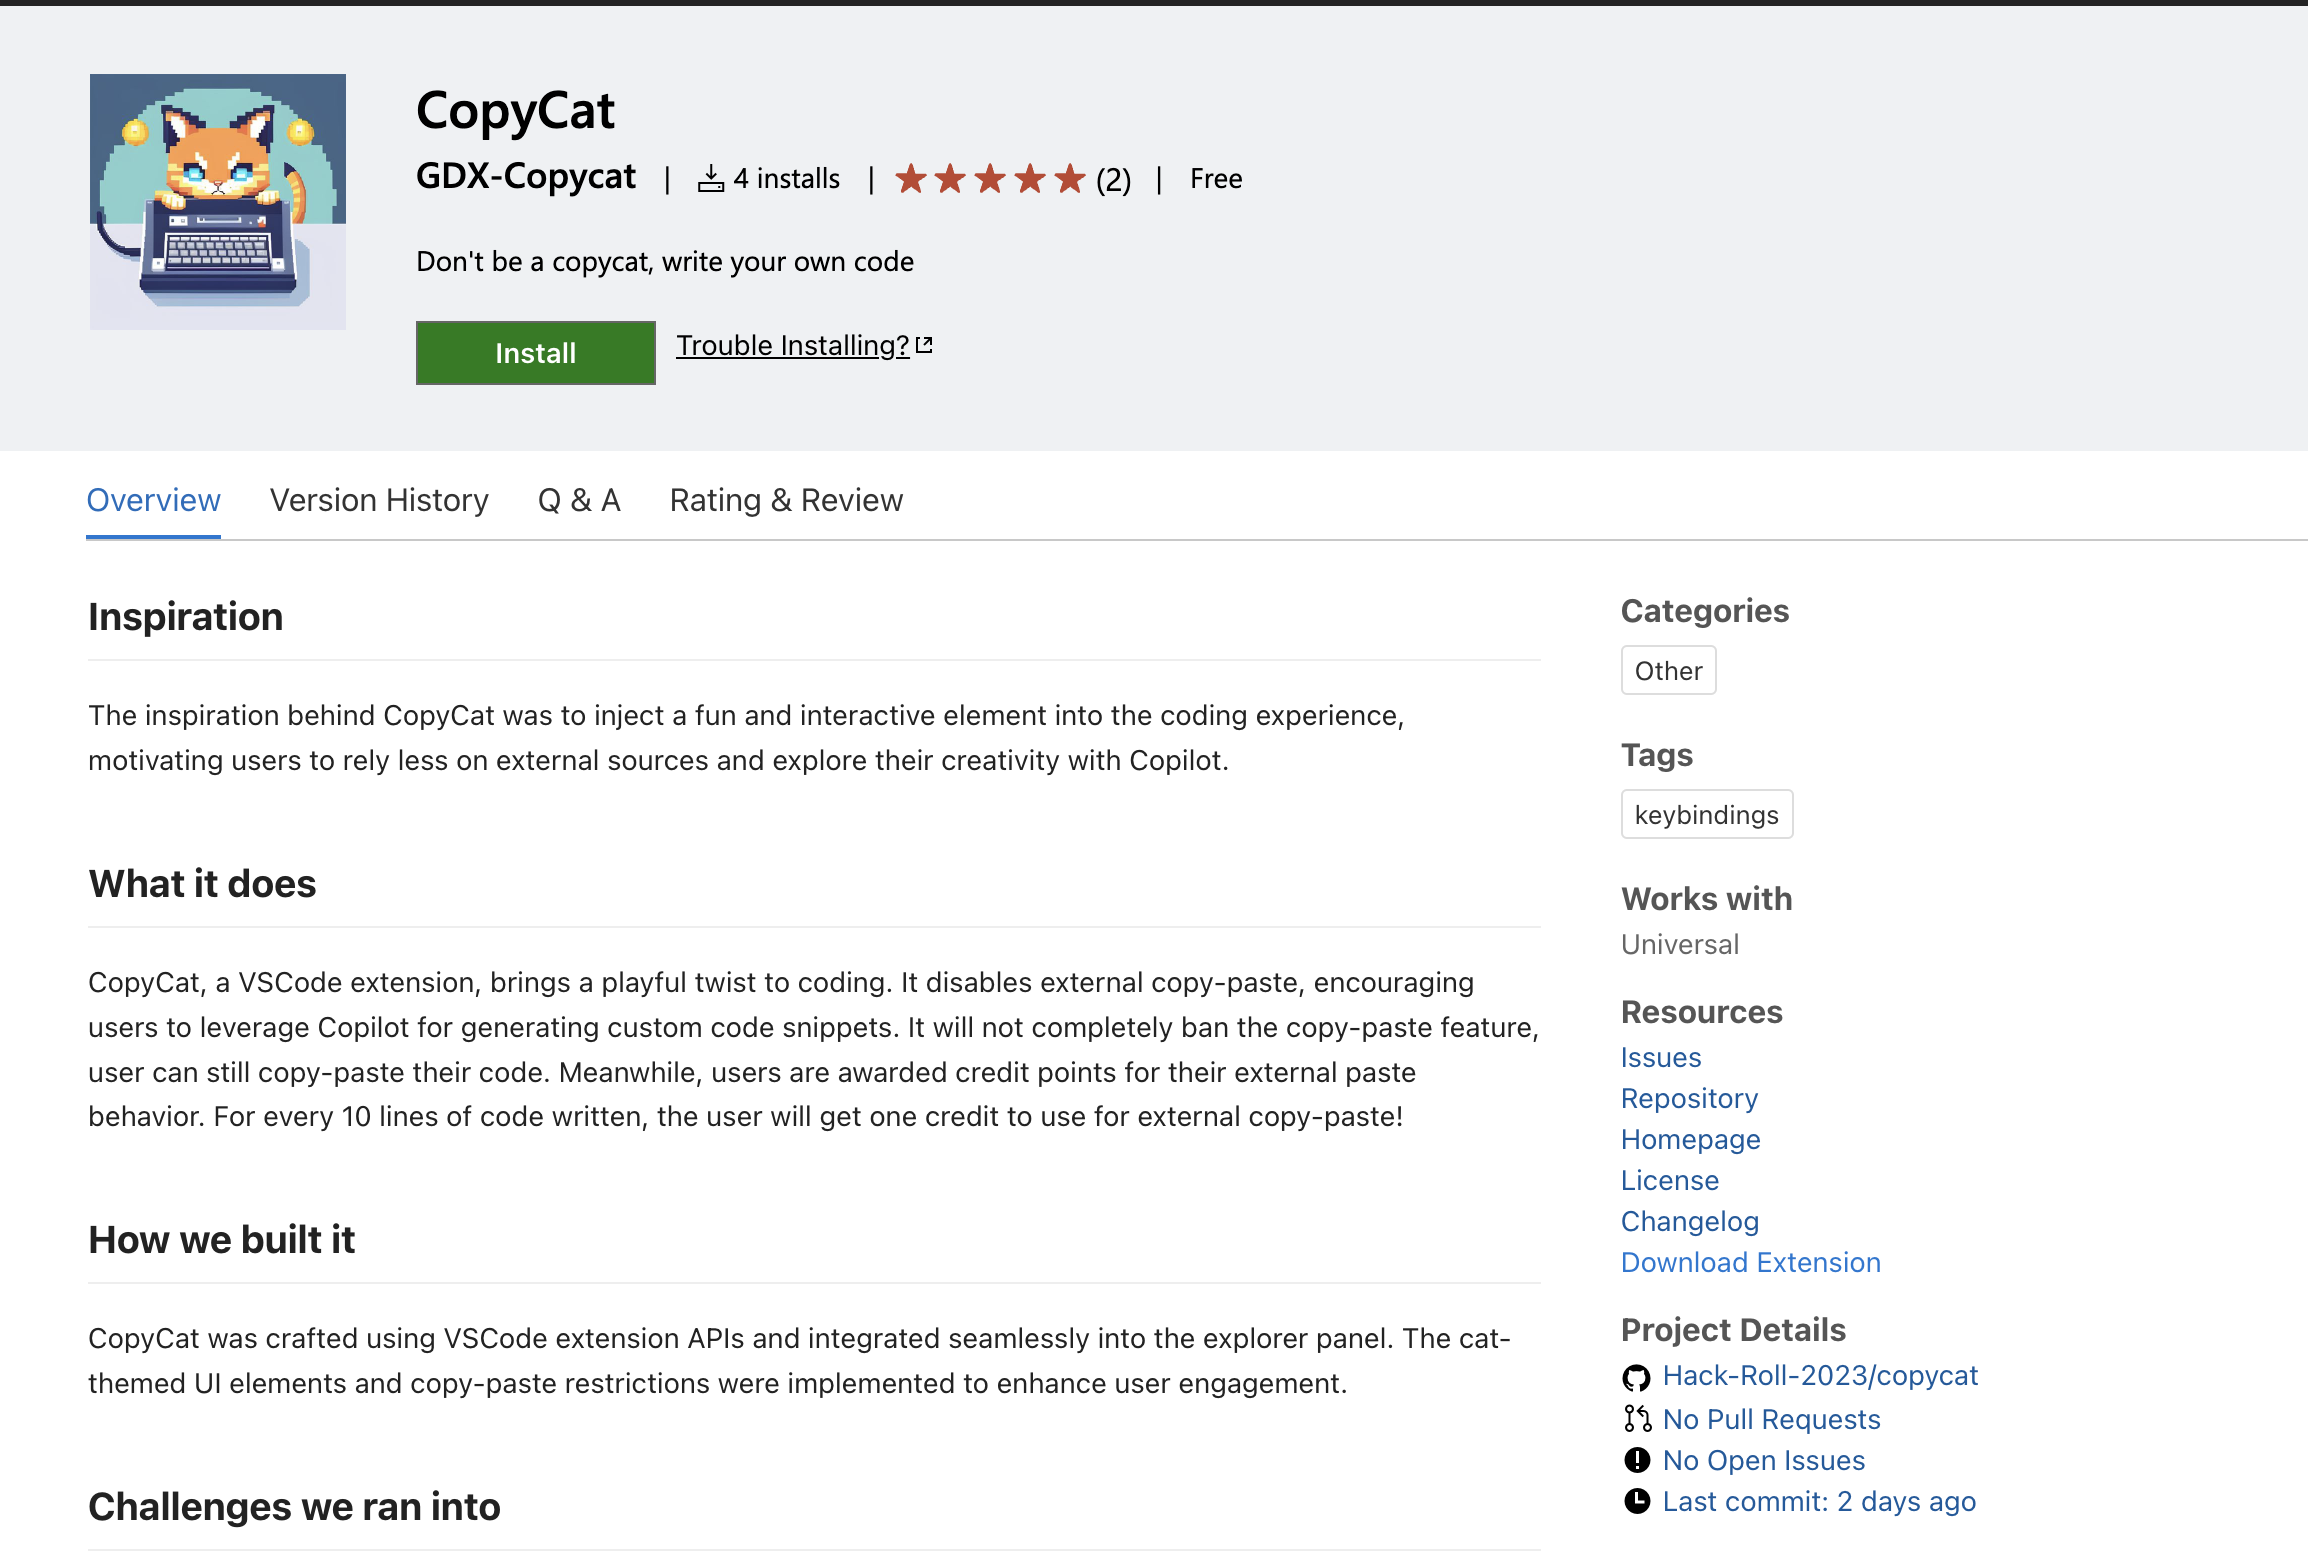 CopyCat
GDX-Copycat | 4 installs | (2) | Free
Don't be a copycat, write your own code
Install Trouble Installing?
Overview Version History Q & A Rating & Review
Inspiration
The inspiration behind CopyCat was to inject a fun and interactive element into the coding experience,
motivating users to rely less on external sources and explore their creativity with Copilot.
What it does
CopyCat, a VSCode extension, brings a playful twist to coding. It disables external copy-paste, encouraging
users to leverage Copilot for generating custom code snippets. It will not completely ban the copy-paste feature,
user can still copy-paste their code. Meanwhile, users are awarded credit points for their external paste
behavior. For every 10 lines of code written, the user will get one credit to use for external copy-paste!
How we built it
CopyCat was crafted using VSCode extension APIs and integrated seamlessly into the explorer panel. The cat-
themed UI elements and copy-paste restrictions were implemented to enhance user engagement.
Challenges we ran into
Categories
Other
Tags
keybindings
Works with
Universal
Resources
Issues
Repository
Homepage
License
Changelog
Download Extension
Project Details
Hack-Roll-2023/copycat
No Pull Requests
No Open Issues
Last commit: 2 days ago